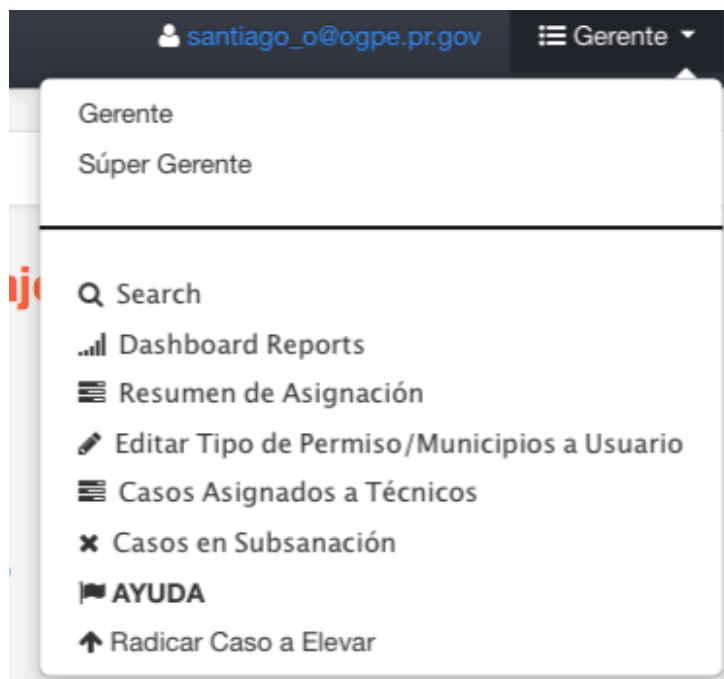 santiago_o@ogpe.pr.gov Gerente
Gerente
Súper Gerente
Search
Dashboard Reports
Resumen de Asignación
Editar Tipo de Permiso/Municipios a Usuario
Casos Asignados a Técnicos
Casos en Subsanación
AYUDA
Radicar Caso a Elevar